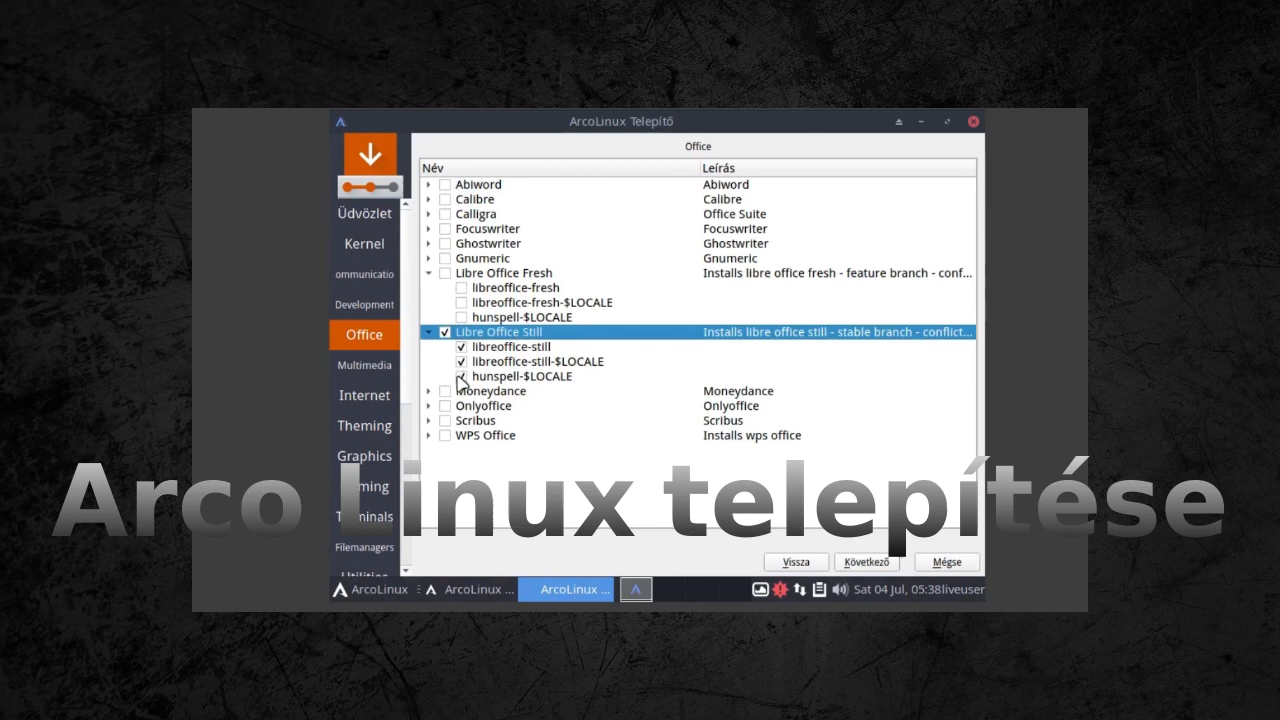 ArcoLinux Telepítő
Office
Név Leírás
Abiword Abiword
Calibre Calibre
Calligra Office Suite
Focuswriter Focuswriter
Ghostwriter Ghostwriter
Gnumeric Gnumeric
Libre Office Fresh Installs libre office fresh - feature branch - conf...
libreoffice-fresh
libreoffice-fresh-$LOCALE
hunspell-$LOCALE
Libre Office Still Installs libre office still - stable branch - conflict...
libreoffice-still
libreoffice-still-$LOCALE
hunspell-$LOCALE
Moneydance Moneydance
Onlyoffice Onlyoffice
Scribus Scribus
WPS Office Installs wps office
Üdvözlet
Kernel
ommunicatio
Development
Office
Multimedia
Internet
Theming
Graphics
Filemanagers
Arco Linux telepítése
Vissza Következő Mégse
ArcoLinux ArcoLinux ... ArcoLinux ... Sat 04 Jul, 05:38liveuser